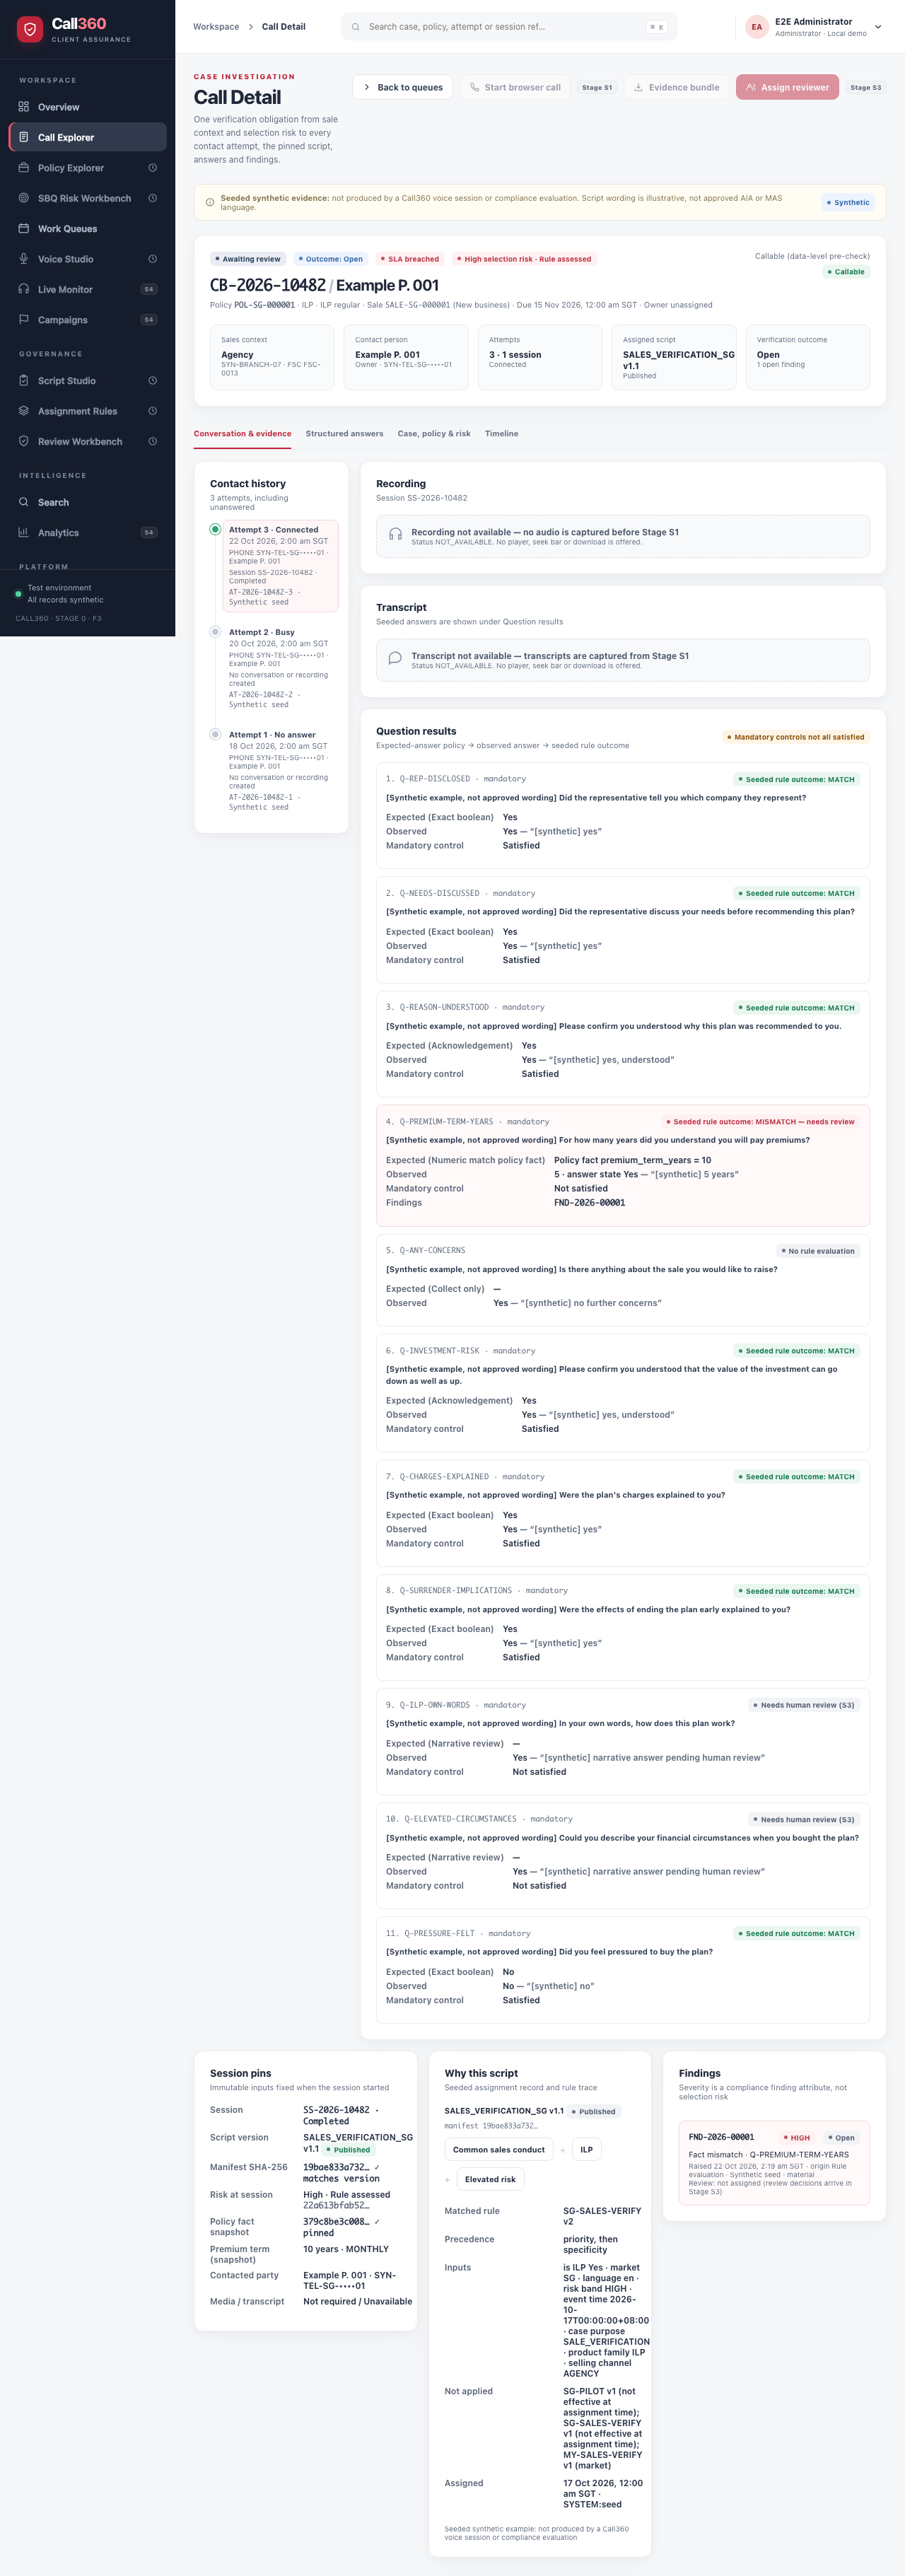 Call360
CLIENT ASSURANCE
WORKSPACE
Overview
Call Explorer
Policy Explorer
SBQ Risk Workbench
Work Queues
Voice Studio
Live Monitor S4
Campaigns S4
GOVERNANCE
Script Studio
Assignment Rules
Review Workbench
INTELLIGENCE
Search
Analytics S4
PLATFORM
Test environment
All records synthetic
CALL360 · STAGE 0 · F3
Workspace > Call Detail
Search case, policy, attempt or session ref...
⌘ K
EA
E2E Administrator
Administrator · Local demo
CASE INVESTIGATION
Call Detail
One verification obligation from sale
context and selection risk to every
contact attempt, the pinned script,
answers and findings.
Back to queues
Start browser call
Stage S1
Evidence bundle
Assign reviewer
Stage S3
Seeded synthetic evidence: not produced by a Call360 voice session or compliance evaluation. Script wording is illustrative, not approved AIA or MAS
language.
Synthetic
Awaiting review
Outcome: Open
SLA breached
High selection risk · Rule assessed
Callable (data-level pre-check)
Callable
CB-2026-10482 / Example P. 001
Policy POL-SG-000001 · ILP · ILP regular · Sale SALE-SG-000001 (New business) · Due 15 Nov 2026, 12:00 am SGT · Owner unassigned
Sales context
Agency
SYN-BRANCH-07 · FSC FSC-
0013
Contact person
Example P. 001
Owner · SYN-TEL-SG-••••01
Attempts
3 · 1 session
Connected
Assigned script
SALES_VERIFICATION_SG
v1.1
Published
Verification outcome
Open
1 open finding
Conversation & evidence
Structured answers
Case, policy & risk
Timeline
Contact history
3 attempts, including
unanswered
Attempt 3 · Connected
22 Oct 2026, 2:00 am SGT
PHONE SYN-TEL-SG-••••01 ·
Example P. 001
Session SS-2026-10482 ·
Completed
AT-2026-10482-3 ·
Synthetic seed
Attempt 2 · Busy
20 Oct 2026, 2:00 am SGT
PHONE SYN-TEL-SG-••••01 ·
Example P. 001
No conversation or recording
created
AT-2026-10482-2 ·
Synthetic seed
Attempt 1 · No answer
18 Oct 2026, 2:00 am SGT
PHONE SYN-TEL-SG-••••01 ·
Example P. 001
No conversation or recording
created
AT-2026-10482-1 ·
Synthetic seed
Recording
Session SS-2026-10482
Recording not available — no audio is captured before Stage S1
Status NOT_AVAILABLE. No player, seek bar or download is offered.
Transcript
Seeded answers are shown under Question results
Transcript not available — transcripts are captured from Stage S1
Status NOT_AVAILABLE. No player, seek bar or download is offered.
Question results
Expected-answer policy → observed answer → seeded rule outcome
Mandatory controls not all satisfied
1. Q-REP-DISCLOSED · mandatory
Seeded rule outcome: MATCH
[Synthetic example, not approved wording] Did the representative tell you which company they represent?
Expected (Exact boolean) Yes
Observed Yes — "[synthetic] yes"
Mandatory control Satisfied
2. Q-NEEDS-DISCUSSED · mandatory
Seeded rule outcome: MATCH
[Synthetic example, not approved wording] Did the representative discuss your needs before recommending this plan?
Expected (Exact boolean) Yes
Observed Yes — "[synthetic] yes"
Mandatory control Satisfied
3. Q-REASON-UNDERSTOOD · mandatory
Seeded rule outcome: MATCH
[Synthetic example, not approved wording] Please confirm you understood why this plan was recommended to you.
Expected (Acknowledgement) Yes
Observed Yes — "[synthetic] yes, understood"
Mandatory control Satisfied
4. Q-PREMIUM-TERM-YEARS · mandatory
Seeded rule outcome: MISMATCH — needs review
[Synthetic example, not approved wording] For how many years did you understand you will pay premiums?
Expected (Numeric match policy fact) Policy fact premium_term_years = 10
Observed 5 · answer state Yes — "[synthetic] 5 years"
Mandatory control Not satisfied
Findings FND-2026-00001
5. Q-ANY-CONCERNS
No rule evaluation
[Synthetic example, not approved wording] Is there anything about the sale you would like to raise?
Expected (Collect only) —
Observed Yes — "[synthetic] no further concerns"
6. Q-INVESTMENT-RISK · mandatory
Seeded rule outcome: MATCH
[Synthetic example, not approved wording] Please confirm you understood that the value of the investment can go
down as well as up.
Expected (Acknowledgement) Yes
Observed Yes — "[synthetic] yes, understood"
Mandatory control Satisfied
7. Q-CHARGES-EXPLAINED · mandatory
Seeded rule outcome: MATCH
[Synthetic example, not approved wording] Were the plan's charges explained to you?
Expected (Exact boolean) Yes
Observed Yes — "[synthetic] yes"
Mandatory control Satisfied
8. Q-SURRENDER-IMPLICATIONS · mandatory
Seeded rule outcome: MATCH
[Synthetic example, not approved wording] Were the effects of ending the plan early explained to you?
Expected (Exact boolean) Yes
Observed Yes — "[synthetic] yes"
Mandatory control Satisfied
9. Q-ILP-OWN-WORDS · mandatory
Needs human review (S3)
[Synthetic example, not approved wording] In your own words, how does this plan work?
Expected (Narrative review) —
Observed Yes — "[synthetic] narrative answer pending human review"
Mandatory control Not satisfied
10. Q-ELEVATED-CIRCUMSTANCES · mandatory
Needs human review (S3)
[Synthetic example, not approved wording] Could you describe your financial circumstances when you bought the plan?
Expected (Narrative review) —
Observed Yes — "[synthetic] narrative answer pending human review"
Mandatory control Not satisfied
11. Q-PRESSURE-FELT · mandatory
Seeded rule outcome: MATCH
[Synthetic example, not approved wording] Did you feel pressured to buy the plan?
Expected (Exact boolean) No
Observed No — "[synthetic] no"
Mandatory control Satisfied
Session pins
Immutable inputs fixed when the session started
Session SS-2026-10482 ·
Completed
Script version SALES_VERIFICATION_SG
v1.1 Published
Manifest SHA-256 19bae833a732… ✓
matches version
Risk at session High · Rule assessed
22a613bfab52…
Policy fact snapshot 379c8be3c008… ✓
pinned
Premium term (snapshot) 10 years · MONTHLY
Contacted party Example P. 001 · SYN-
TEL-SG-••••01
Media / transcript Not required / Unavailable
Why this script
Seeded assignment record and rule trace
SALES_VERIFICATION_SG v1.1 Published
manifest 19bae833a732…
Common sales conduct + ILP
+ Elevated risk
Matched rule SG-SALES-VERIFY
v2
Precedence priority, then
specificity
Inputs is ILP Yes · market
SG · language en ·
risk band HIGH ·
event time 2026-
10-
17T00:00:00+08:00
· case purpose
SALE_VERIFICATION
· product family ILP
· selling channel
AGENCY
Not applied SG-PILOT v1 (not
effective at
assignment time);
SG-SALES-VERIFY
v1 (not effective at
assignment time);
MY-SALES-VERIFY
v1 (market)
Assigned 17 Oct 2026, 12:00
am SGT ·
SYSTEM:seed
Seeded synthetic example: not produced by a Call360
voice session or compliance evaluation
Findings
Severity is a compliance finding attribute, not
selection risk
FND-2026-00001
HIGH
Open
Fact mismatch · Q-PREMIUM-TERM-YEARS
Raised 22 Oct 2026, 2:19 am SGT · origin Rule
evaluation · Synthetic seed · material
Review: not assigned (review decisions arrive in
Stage S3)